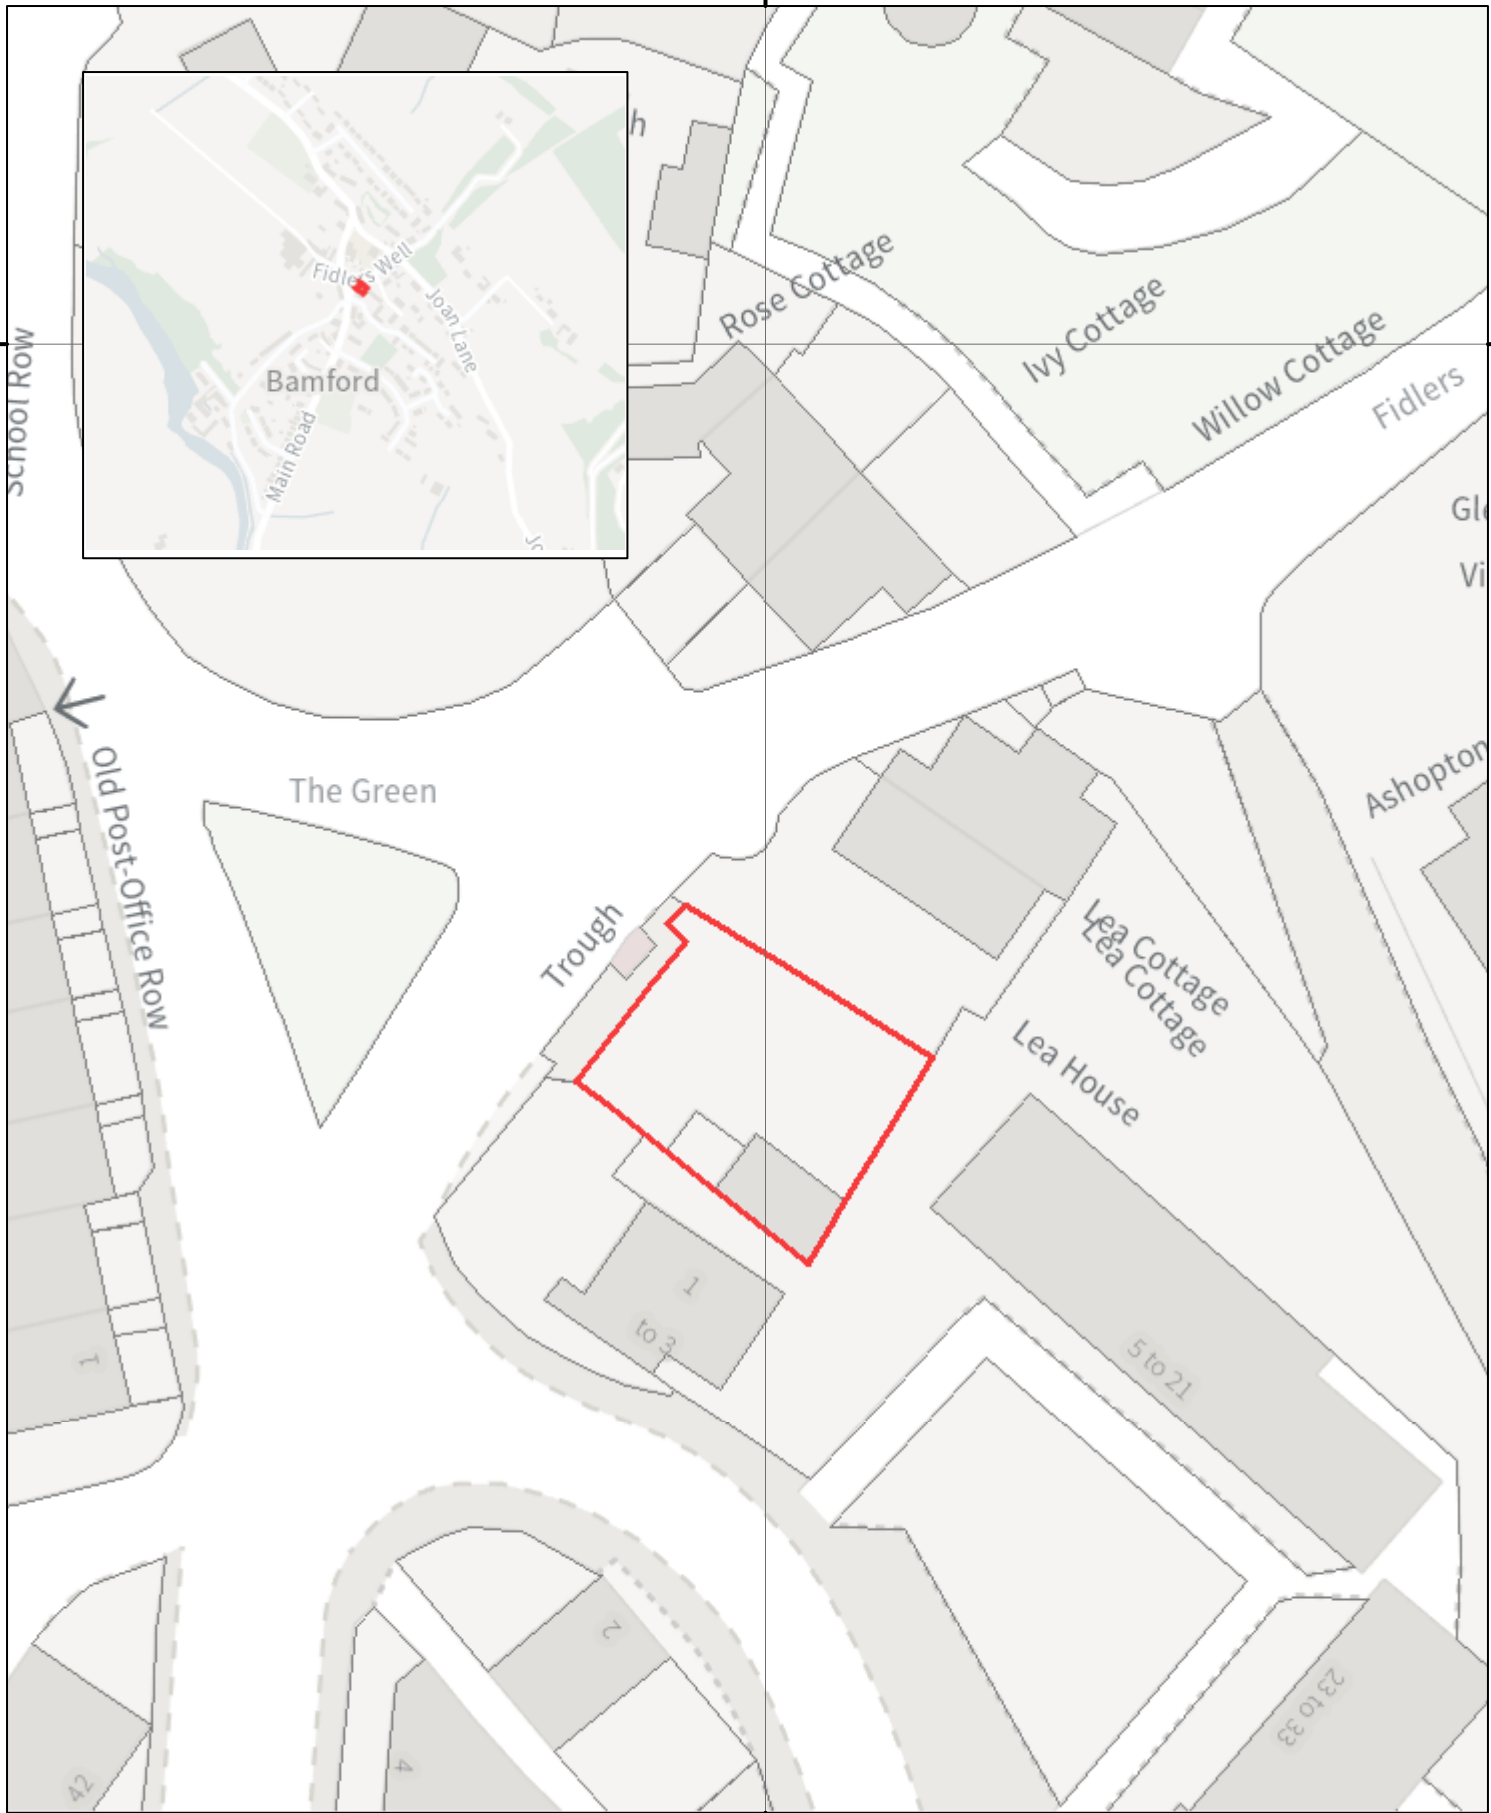 h
Fidlers Well
Joan Lane
Bamford
Main Road
School Row
Rose Cottage
Ivy Cottage
Willow Cottage
Fidlers
Old Post-Office Row
The Green
Ashopton
Trough
Lea Cottage
Lea Cottage
Lea House
1
to 3
1
5 to 21
2
23 to 33
4
42